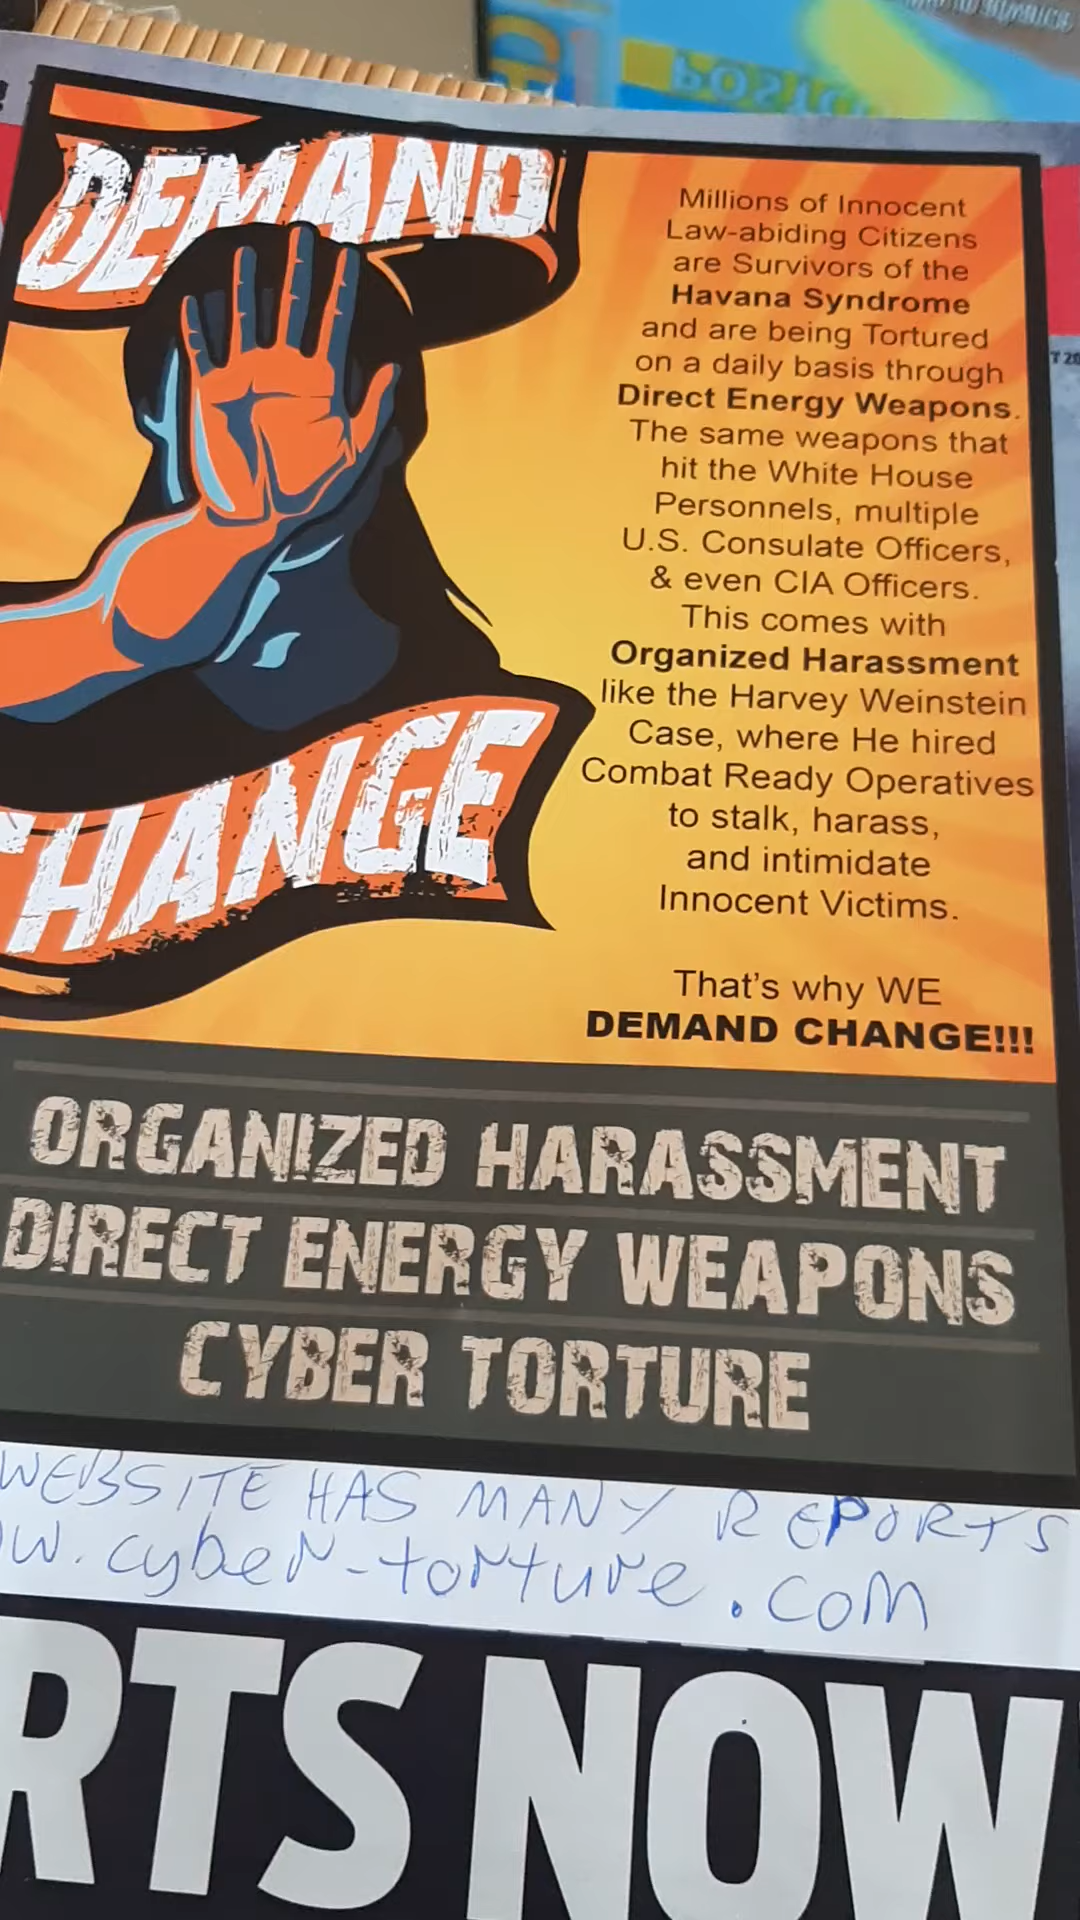 DEMAND
Millions of Innocent
Law-abiding Citizens
are Survivors of the
Havana Syndrome
and are being Tortured
on a daily basis through
Direct Energy Weapons.
The same weapons that
hit the White House
Personnels, multiple
U.S. Consulate Officers,
& even CIA Officers.
This comes with
Organized Harassment
like the Harvey Weinstein
Case, where He hired
Combat Ready Operatives
to stalk, harass,
and intimidate
Innocent Victims.
That's why WE
DEMAND CHANGE!!!
CHANGE
ORGANIZED HARASSMENT
DIRECT ENERGY WEAPONS
CYBER TORTURE
WEBSITE HAS MANY REPORTS
W.cyber-torture.com
RTS NOW